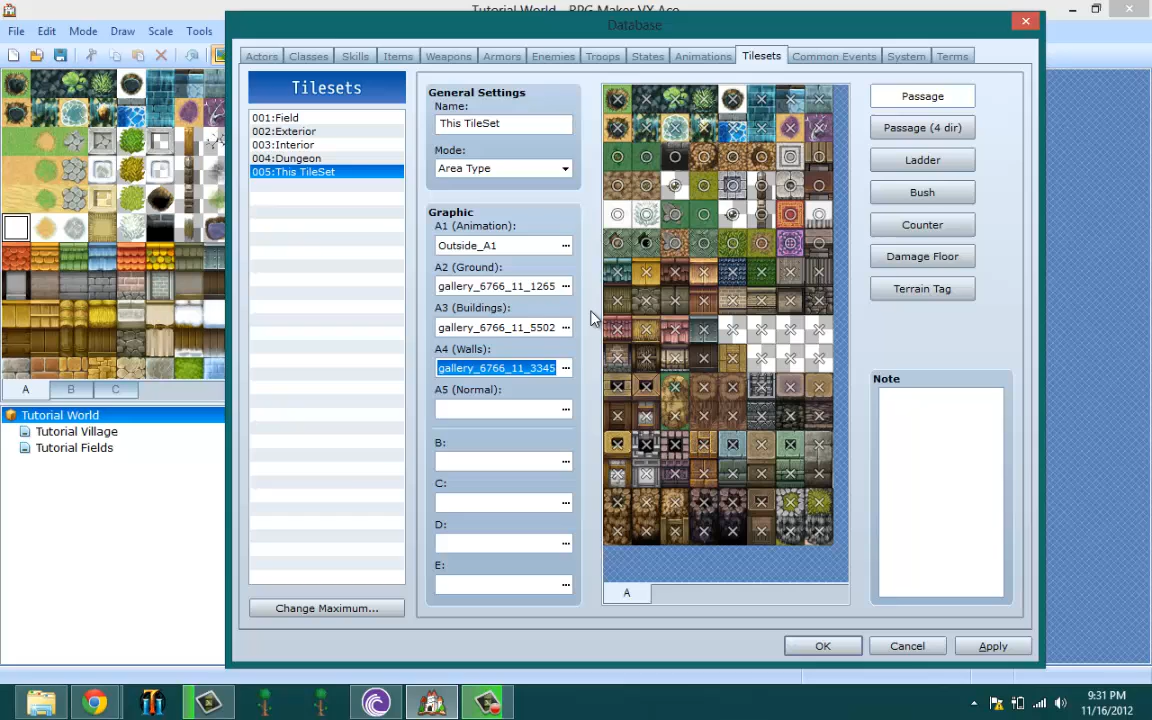 Tutorial World - RPG Maker VX Ace
Database
File Edit Mode Draw Scale Tools
Actors Classes Skills Items Weapons Armors Enemies Troops States Animations Tilesets Common Events System Terms
Tilesets
001:Field
002:Exterior
003:Interior
004:Dungeon
005:This TileSet
Change Maximum...
General Settings
Name:
This TileSet
Mode:
Area Type
Graphic
A1 (Animation):
Outside_A1
A2 (Ground):
gallery_6766_11_1265
A3 (Buildings):
gallery_6766_11_5502
A4 (Walls):
gallery_6766_11_3345
A5 (Normal):
B:
C:
D:
E:
A
Passage
Passage (4 dir)
Ladder
Bush
Counter
Damage Floor
Terrain Tag
Note
OK Cancel Apply
A B C
Tutorial World
Tutorial Village
Tutorial Fields
9:31 PM
11/16/2012